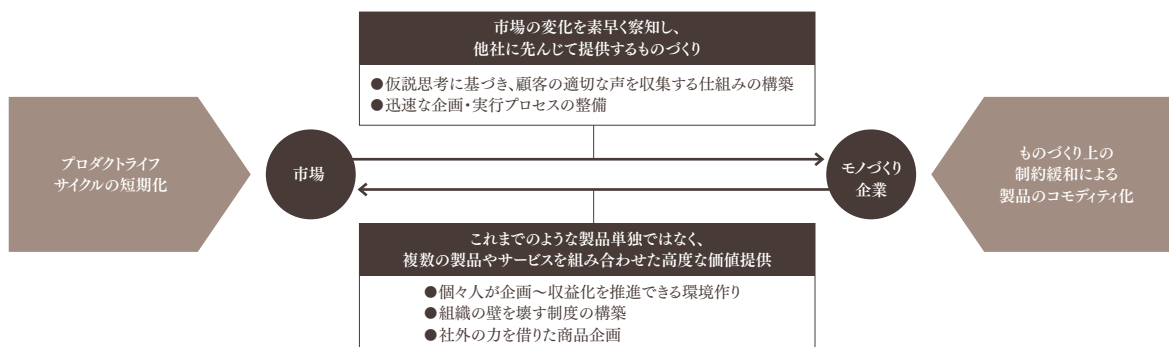 市場の変化を素早く察知し、
他社に先んじて提供するものづくり
●仮説思考に基づき、顧客の適切な声を収集する仕組みの構築
●迅速な企画・実行プロセスの整備
プロダクトライフ
サイクルの短期化
市場
モノづくり
企業
ものづくり上の
制約緩和による
製品のコモディティ化
これまでのような製品単独ではなく、
複数の製品やサービスを組み合わせた高度な価値提供
●個々人が企画～収益化を推進できる環境作り
●組織の壁を壊す制度の構築
●社外の力を借りた商品企画